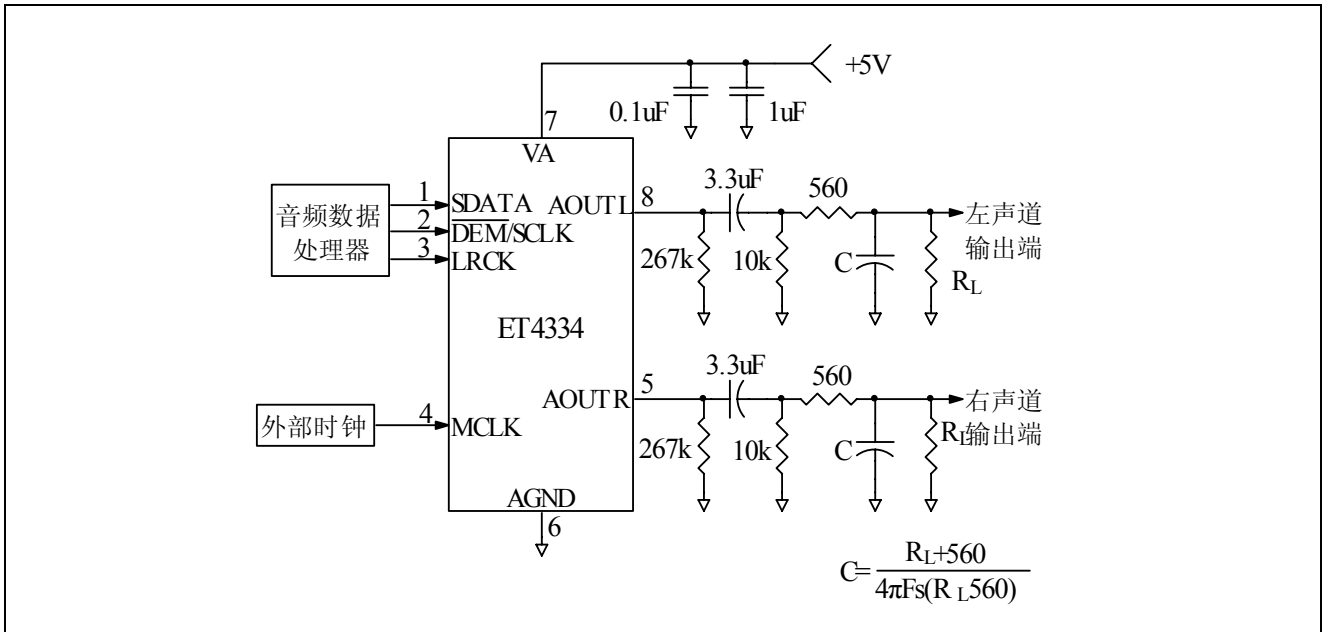 +5V
0.1uF
1uF
7
VA
3.3uF
560
音频数据
处理器
1
SDATA
AOUTL
8
左声道
输出端
2
DEM/SCLK
3
LRCK
267k
10k
C
RL
ET4334
3.3uF
560
AOUTR
5
右声道
输出端
外部时钟
4
MCLK
267k
10k
C
RL
AGND
6
C=
RL+560
4πFs(RL560)